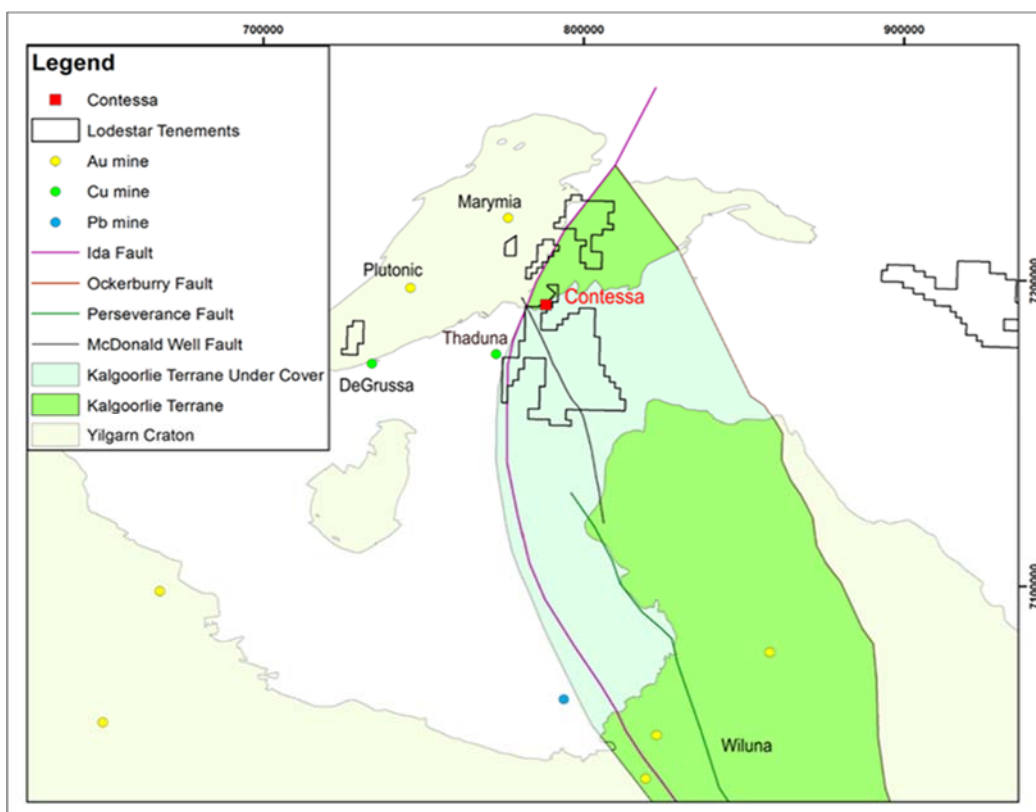 700000
800000
900000
Legend
Contessa
Lodestar Tenements
Au mine
Cu mine
Pb mine
Ida Fault
Ockerburry Fault
Perseverance Fault
McDonald Well Fault
Kalgoorlie Terrane Under Cover
Kalgoorlie Terrane
Yilgarn Craton
Marymia
Plutonic
Contessa
Thaduna
DeGrussa
Wiluna
7200000
7100000